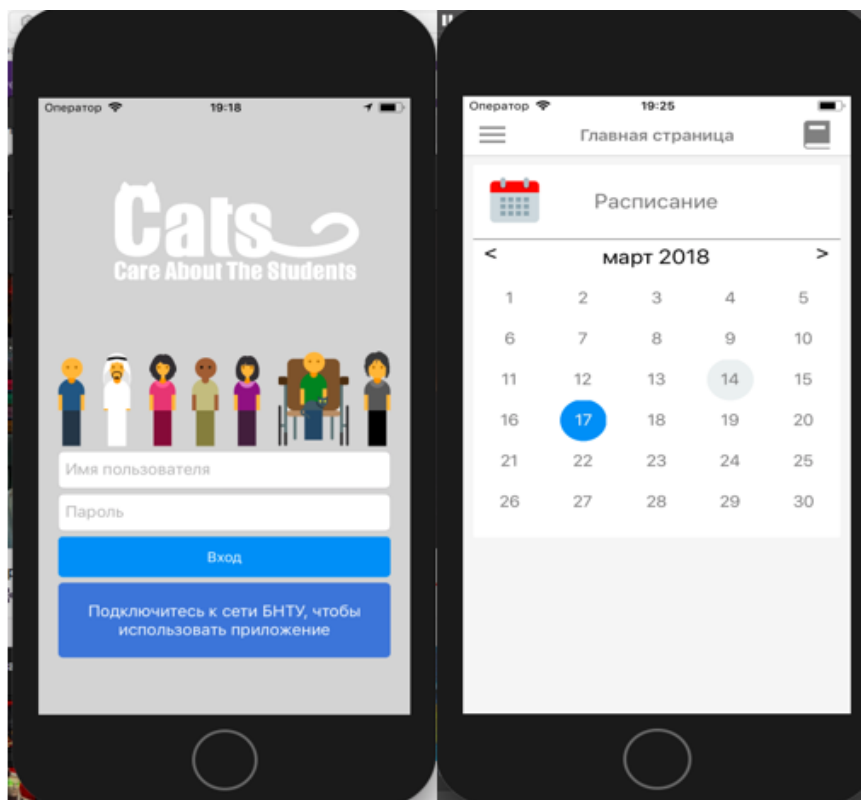 Оператор 19:18
Cats
Care About The Students
Имя пользователя
Пароль
Вход
Подключитесь к сети БНТУ, чтобы
использовать приложение
Оператор 19:25
Главная страница
Расписание
< март 2018 >
1 2 3 4 5
6 7 8 9 10
11 12 13 14 15
16 17 18 19 20
21 22 23 24 25
26 27 28 29 30